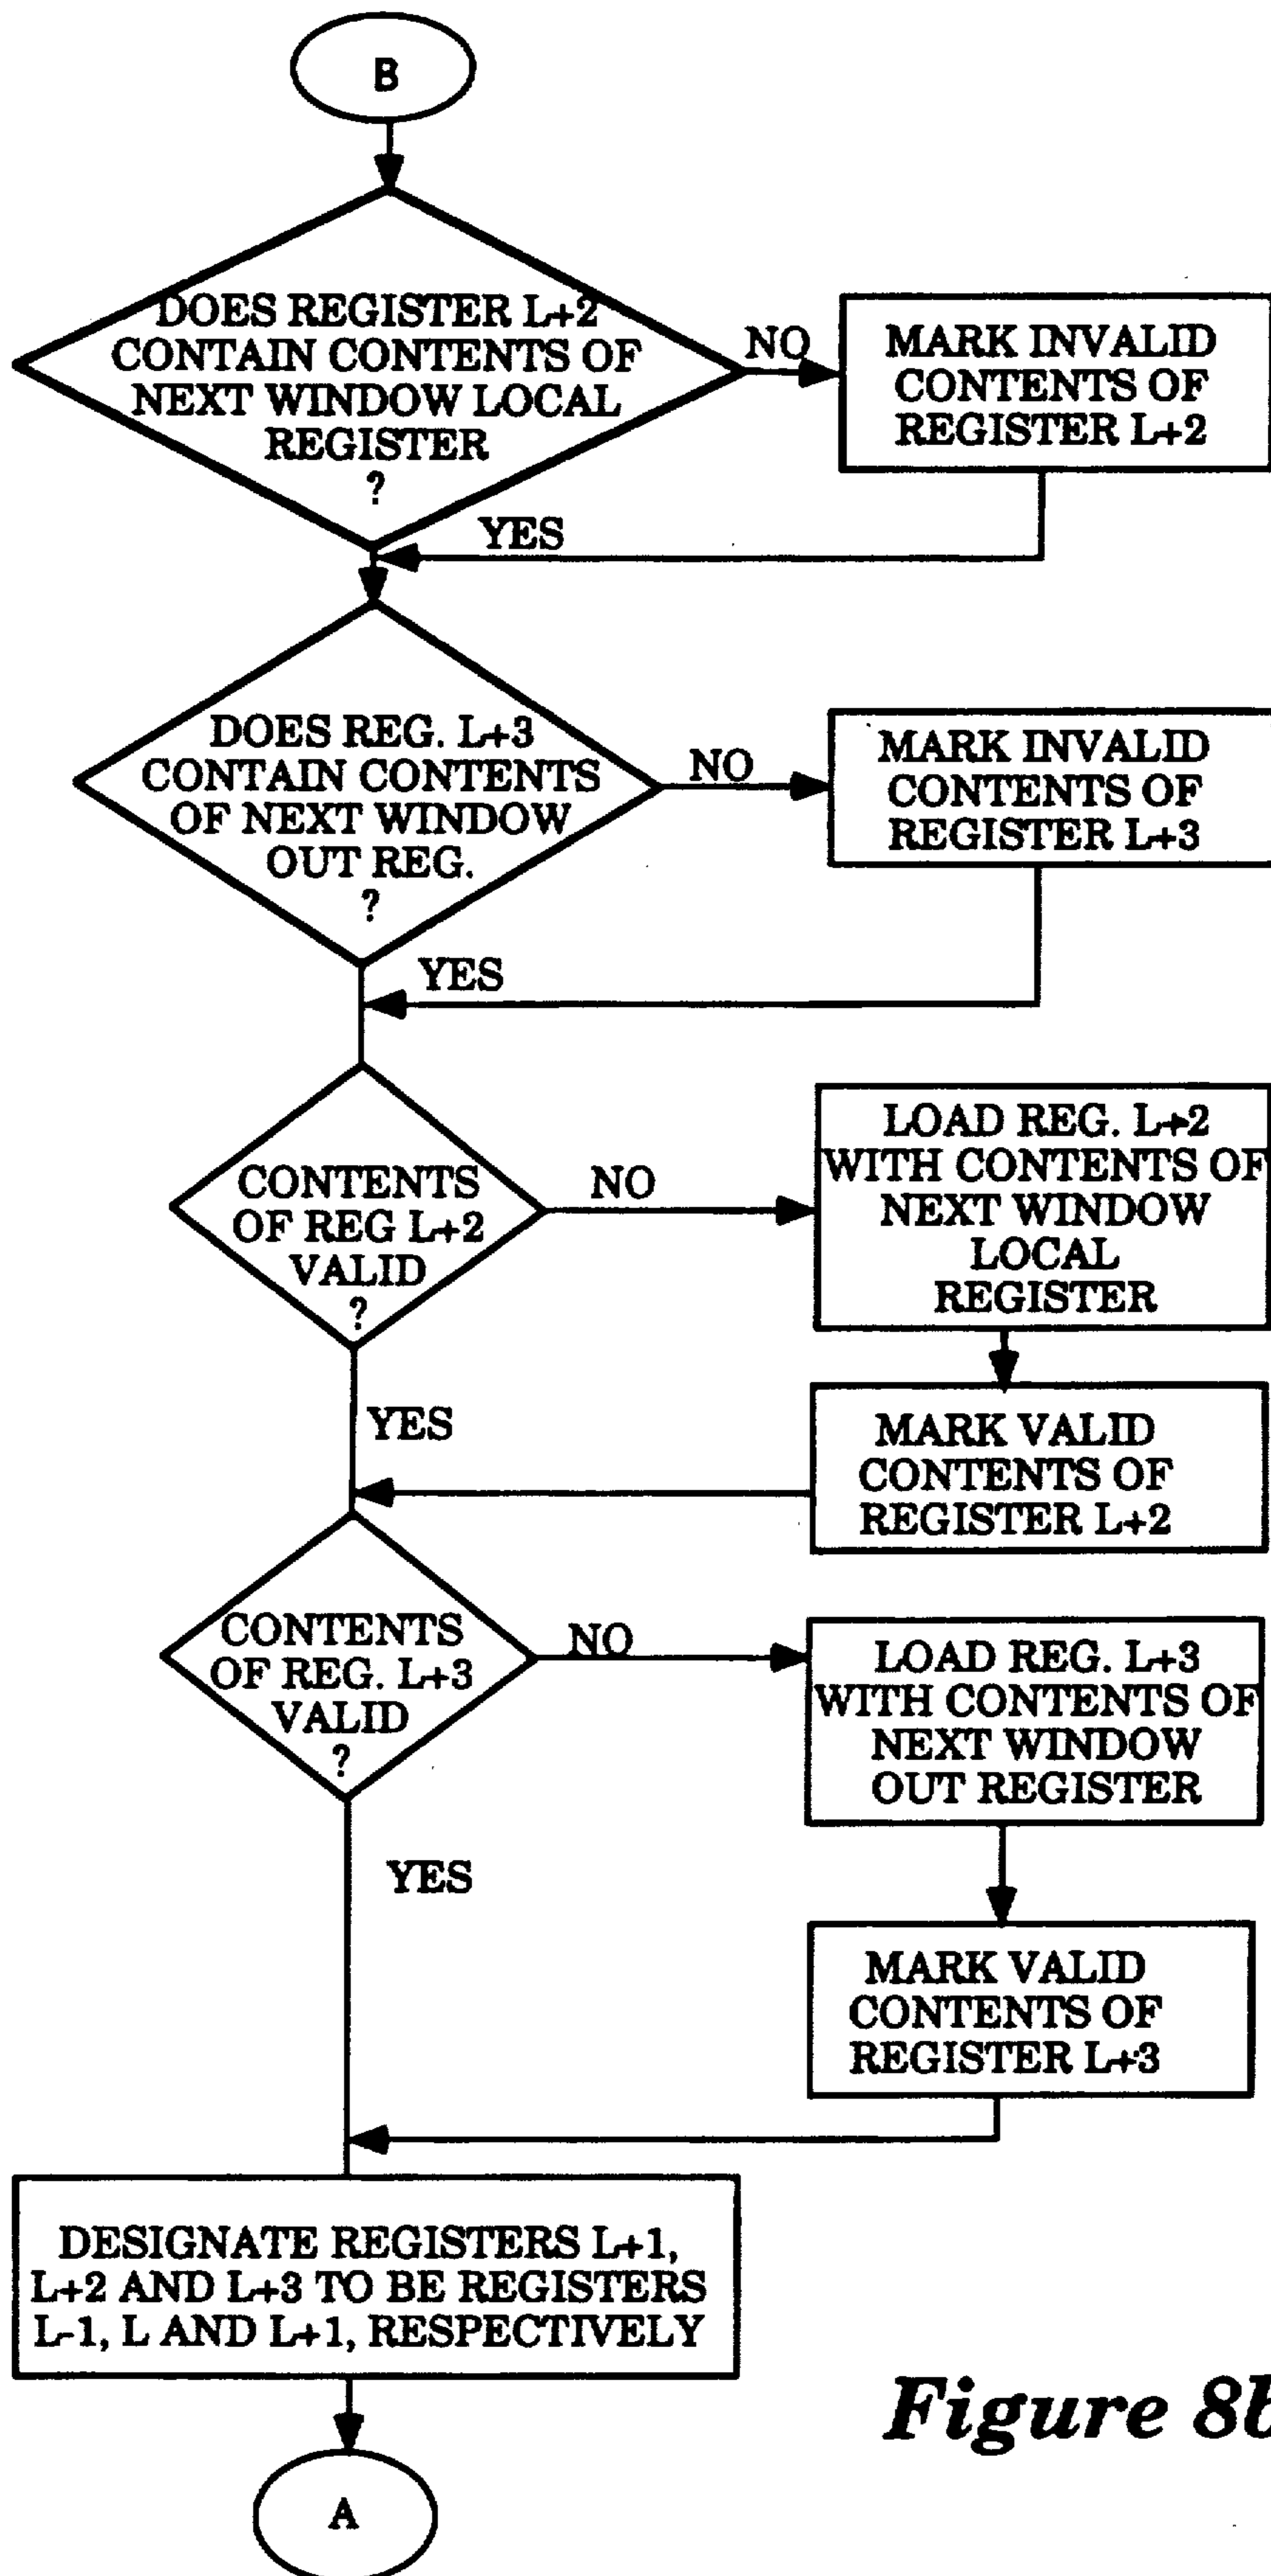 B
DOES REGISTER L+2
CONTAIN CONTENTS OF
NEXT WINDOW LOCAL
REGISTER
?
NO
MARK INVALID
CONTENTS OF
REGISTER L+2
YES
DOES REG. L+3
CONTAIN CONTENTS
OF NEXT WINDOW
OUT REG.
?
NO
MARK INVALID
CONTENTS OF
REGISTER L+3
YES
CONTENTS
OF REG L+2
VALID
?
NO
LOAD REG. L+2
WITH CONTENTS OF
NEXT WINDOW
LOCAL
REGISTER
YES
MARK VALID
CONTENTS OF
REGISTER L+2
CONTENTS
OF REG. L+3
VALID
?
NO
LOAD REG. L+3
WITH CONTENTS OF
NEXT WINDOW
OUT REGISTER
YES
MARK VALID
CONTENTS OF
REGISTER L+3
DESIGNATE REGISTERS L+1,
L+2 AND L+3 TO BE REGISTERS
L-1, L AND L+1, RESPECTIVELY
Figure 8b
A